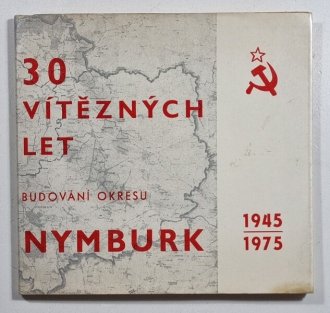 30
VÍTĚZNÝCH
LET
BUDOVÁNÍ OKRESU
NYMBURK
1945
1975